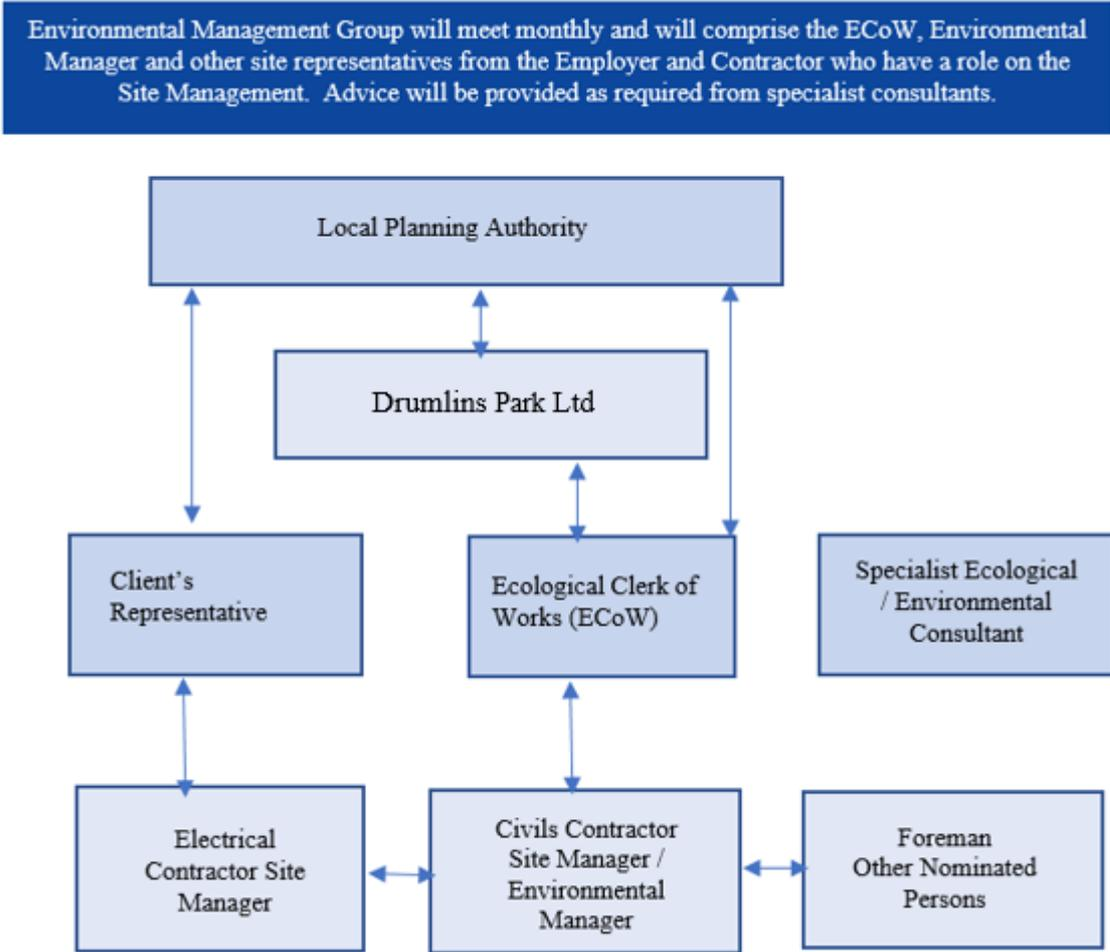 Environmental Management Group will meet monthly and will comprise the ECoW, Environmental
Manager and other site representatives from the Employer and Contractor who have a role on the
Site Management.  Advice will be provided as required from specialist consultants.
Local Planning Authority
Drumlins Park Ltd
Client’s
Representative
Ecological Clerk of
Works (ECoW)
Specialist Ecological
/ Environmental
Consultant
Electrical
Contractor Site
Manager
Civils Contractor
Site Manager /
Environmental
Manager
Foreman
Other Nominated
Persons